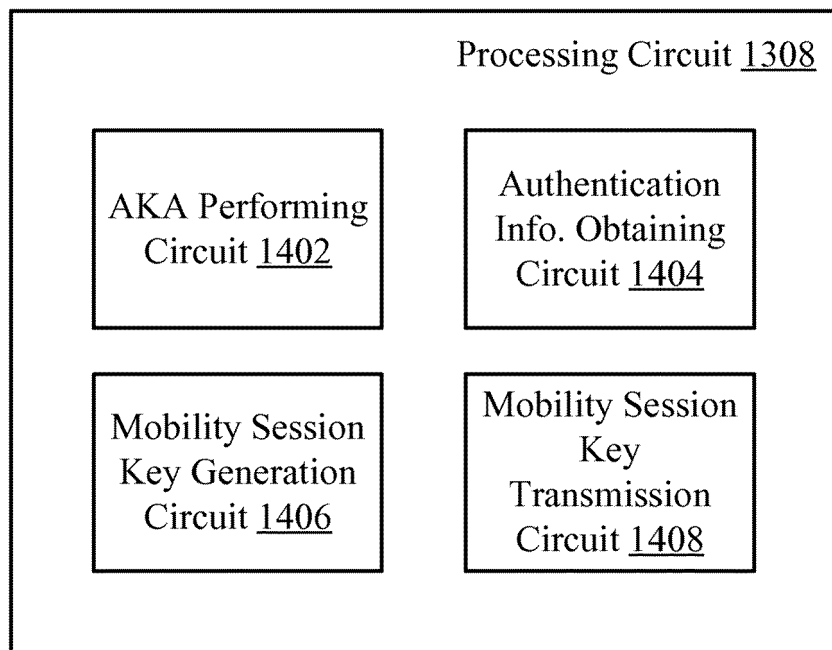 Processing Circuit 1308
AKA Performing
Circuit 1402
Authentication
Info. Obtaining
Circuit 1404
Mobility Session
Key Generation
Circuit 1406
Mobility Session
Key
Transmission
Circuit 1408